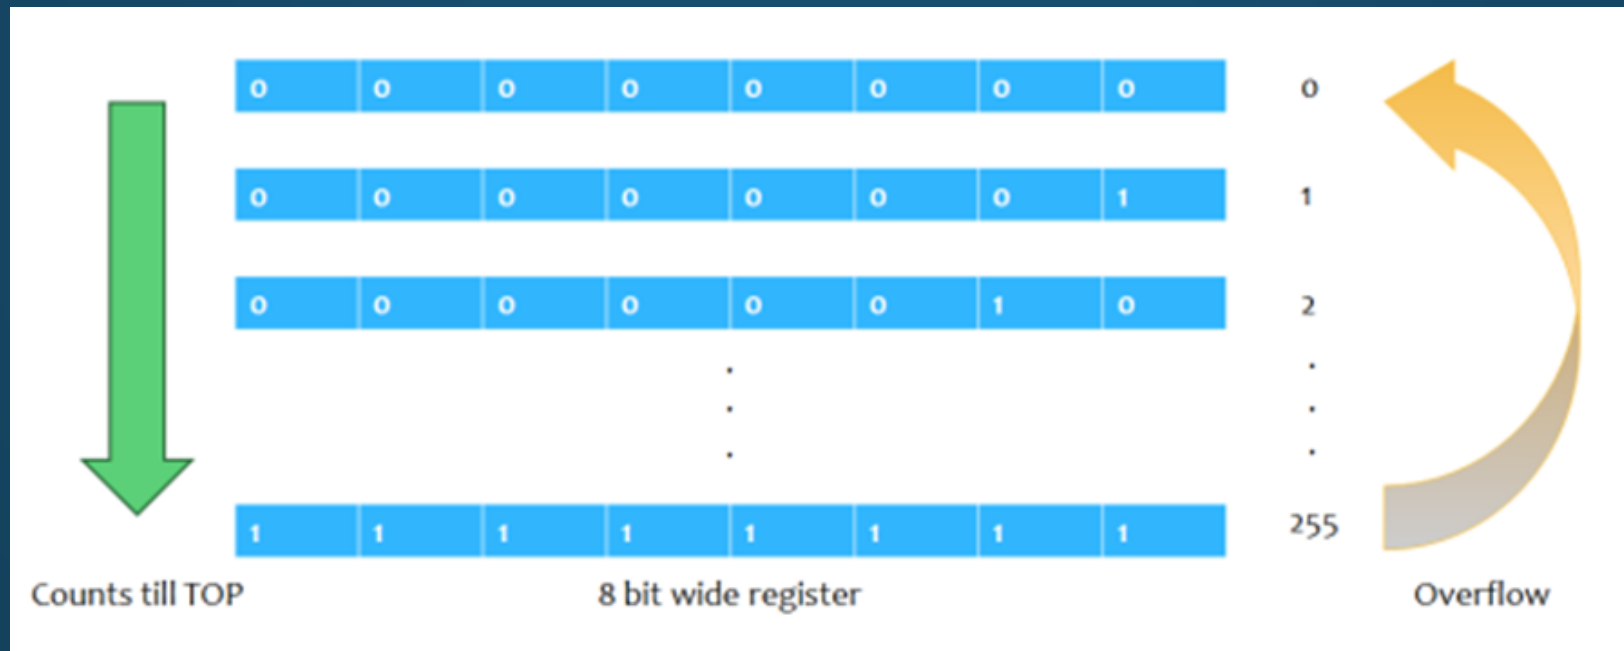 0 0 0 0 0 0 0 0 0
0 0 0 0 0 0 0 1 1
0 0 0 0 0 0 1 0 2
. .
. .
. .
1 1 1 1 1 1 1 1 255
Counts till TOP 8 bit wide register Overflow